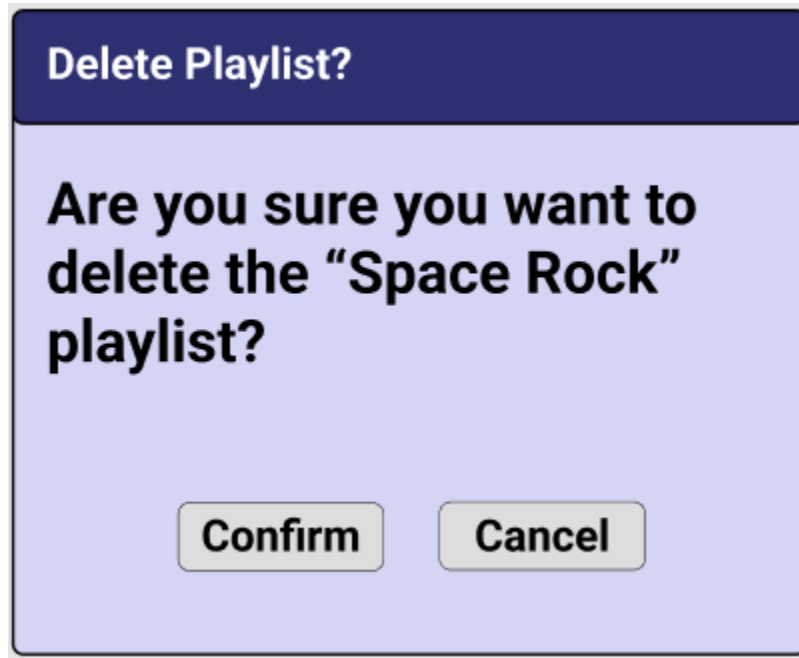 Delete Playlist?
Are you sure you want to
delete the “Space Rock”
playlist?
Confirm
Cancel